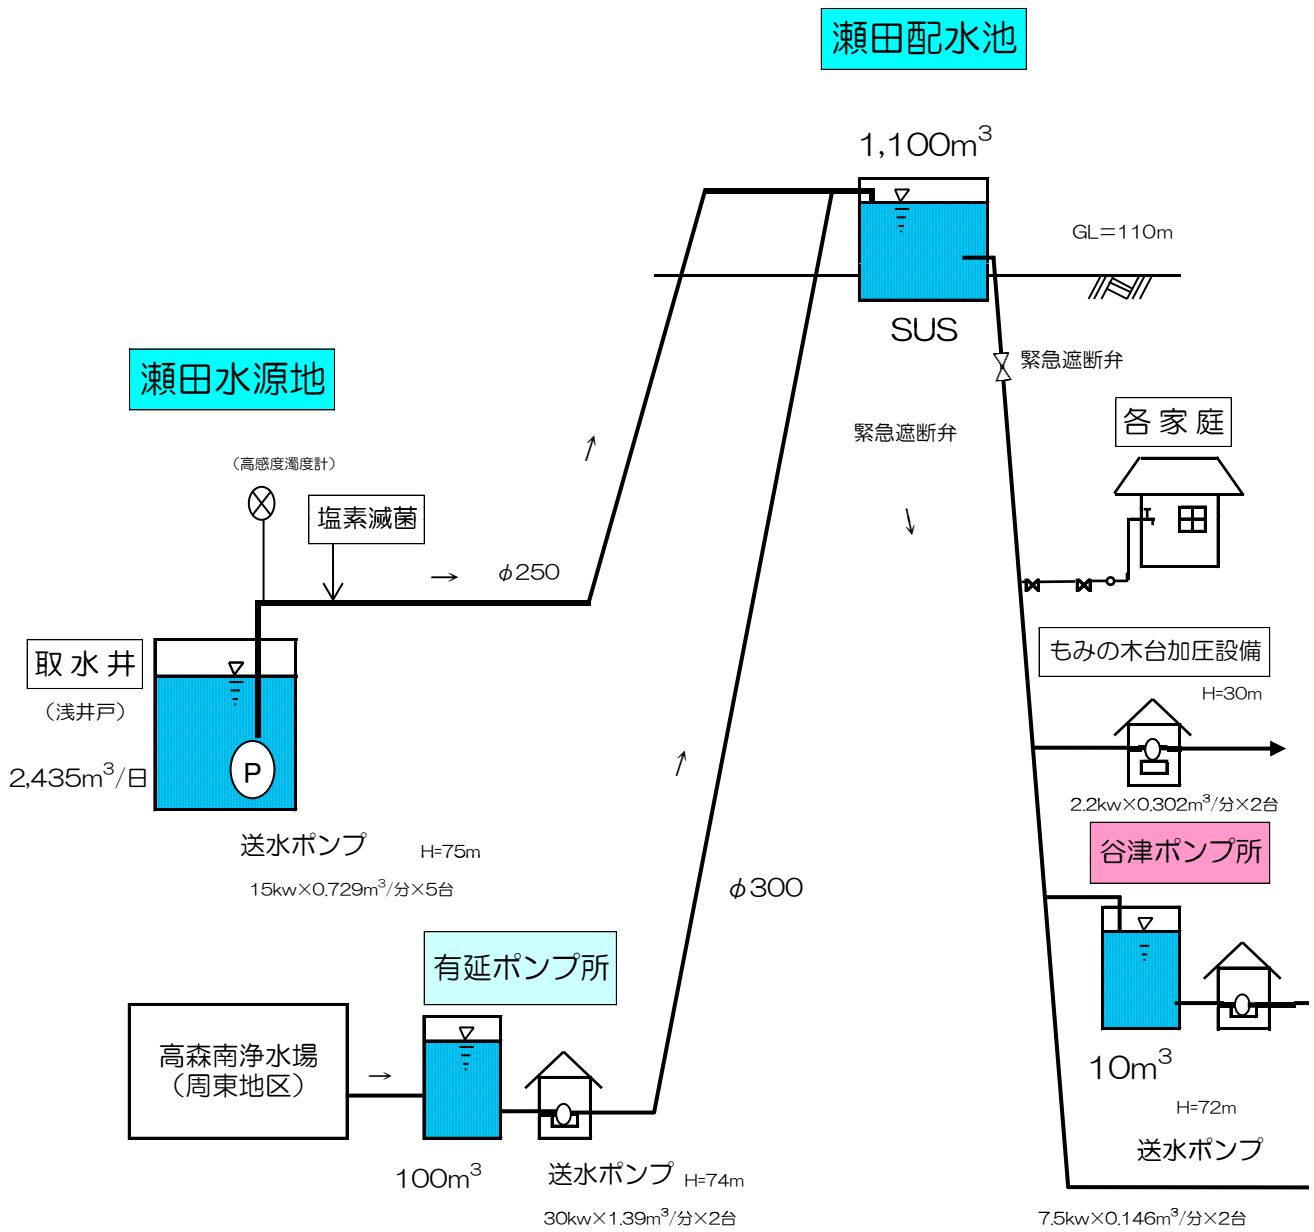 瀬田配水池
1,100m³
GL=110m
SUS
緊急遮断弁
瀬田水源地
各家庭
緊急遮断弁
（高感度濁度計）
塩素滅菌
→
φ250
取水井
（浅井戸）
もみの木台加圧設備
H=30m
P
2,435m³/日
2.2kw×0.302m³/分×2台
送水ポンプ
H=75m
谷津ポンプ所
15kw×0.729m³/分×5台
φ300
有延ポンプ所
高森南浄水場
（周東地区）
→
10m³
H=72m
送水ポンプ
100m³
送水ポンプ
H=74m
30kw×1.39m³/分×2台
7.5kw×0.146m³/分×2台